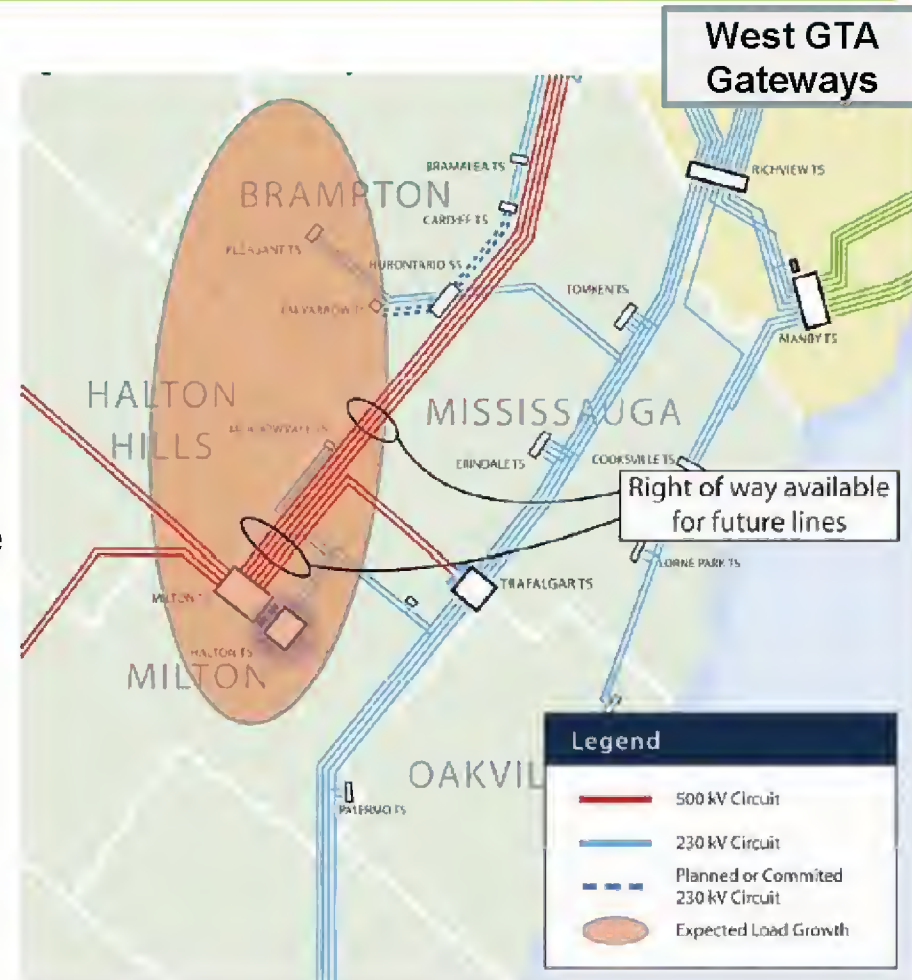 West GTA
Gateways
BRAMALEA TS
RICHVIEW TS
BRAMPTON
CARDIFF TS
PLEASANT TS
HURONTARIO SS
TOMKEN TS
MANBY TS
HALTON
HILLS
MISSISSAUGA
ERINDALE TS
COOKSVILLE TS
Right of way available
for future lines
e
LORNE PARK TS
TRAFALGAR TS
HALTON TS
MILTON
Legend
OAKVIL
500 kV Circuit
PALERMO TS
230 kV Circuit
Planned or Commited
230 kV Circuit
Expected Load Growth